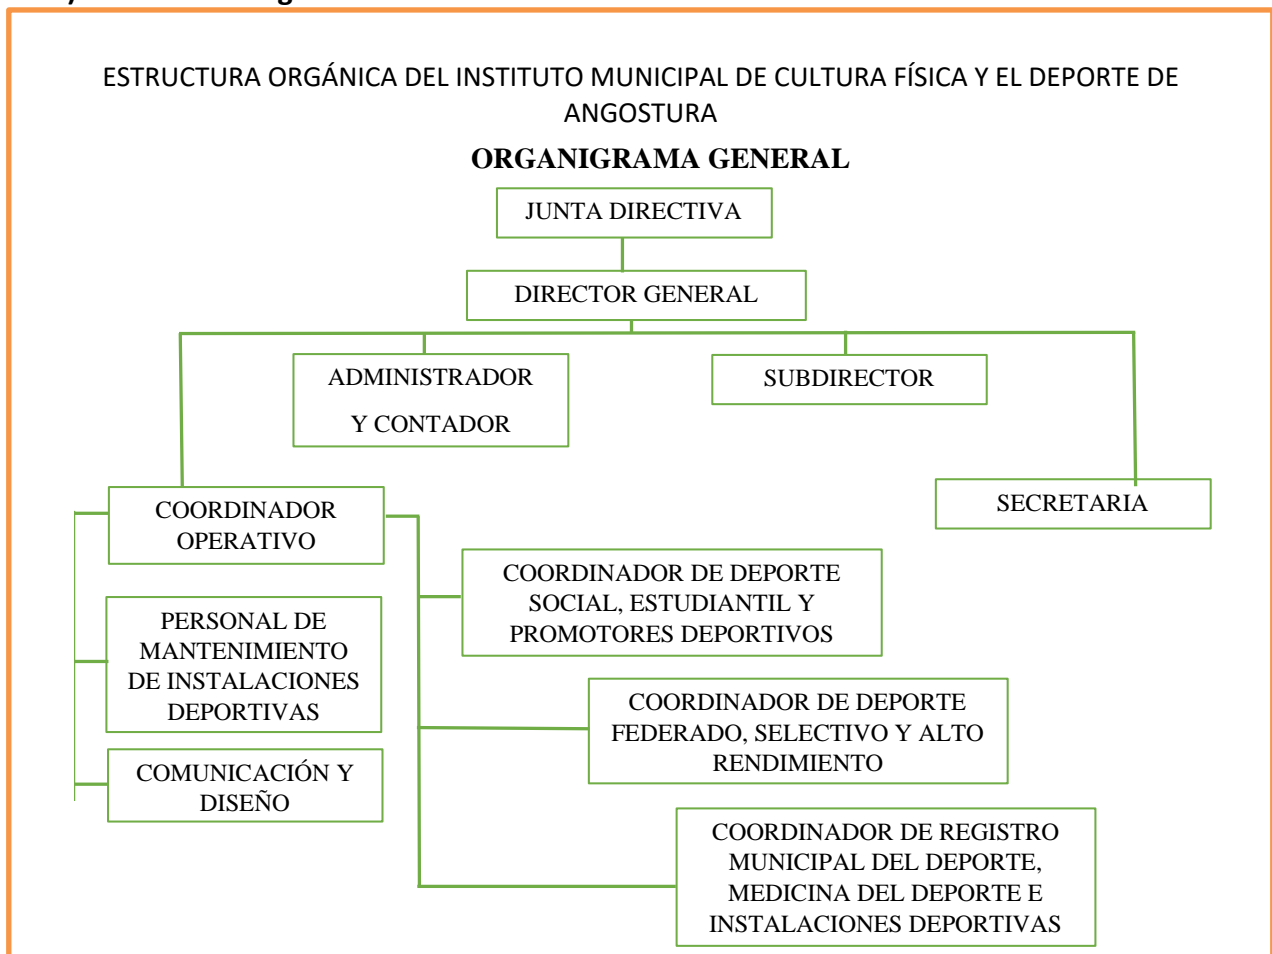 ESTRUCTURA ORGÁNICA DEL INSTITUTO MUNICIPAL DE CULTURA FÍSICA Y EL DEPORTE DE
ANGOSTURA
ORGANIGRAMA GENERAL
JUNTA DIRECTIVA
DIRECTOR GENERAL
ADMINISTRADOR
Y CONTADOR
SUBDIRECTOR
COORDINADOR
OPERATIVO
SECRETARIA
COORDINADOR DE DEPORTE
SOCIAL, ESTUDIANTIL Y
PROMOTORES DEPORTIVOS
PERSONAL DE
MANTENIMIENTO
DE INSTALACIONES
DEPORTIVAS
COORDINADOR DE DEPORTE
FEDERADO, SELECTIVO Y ALTO
RENDIMIENTO
COMUNICACIÓN Y
DISEÑO
COORDINADOR DE REGISTRO
MUNICIPAL DEL DEPORTE,
MEDICINA DEL DEPORTE E
INSTALACIONES DEPORTIVAS